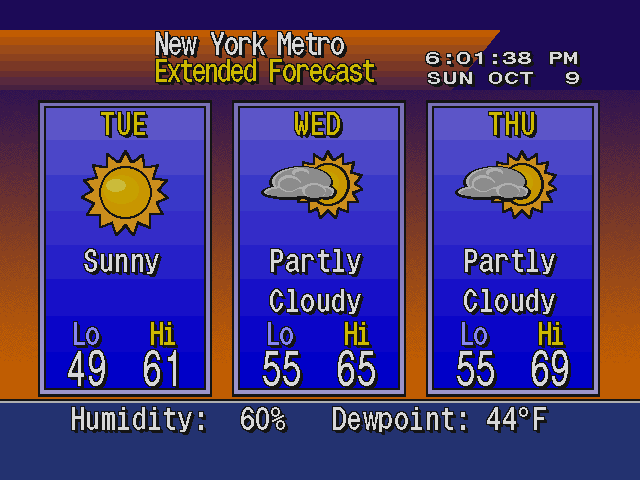 New York Metro
Extended Forecast
6:01:38 PM
SUN OCT 9
TUE
Sunny
Lo Hi
49 61
WED
Partly
Cloudy
Lo Hi
55 65
THU
Partly
Cloudy
Lo Hi
55 69
Humidity: 60% Dewpoint: 44°F